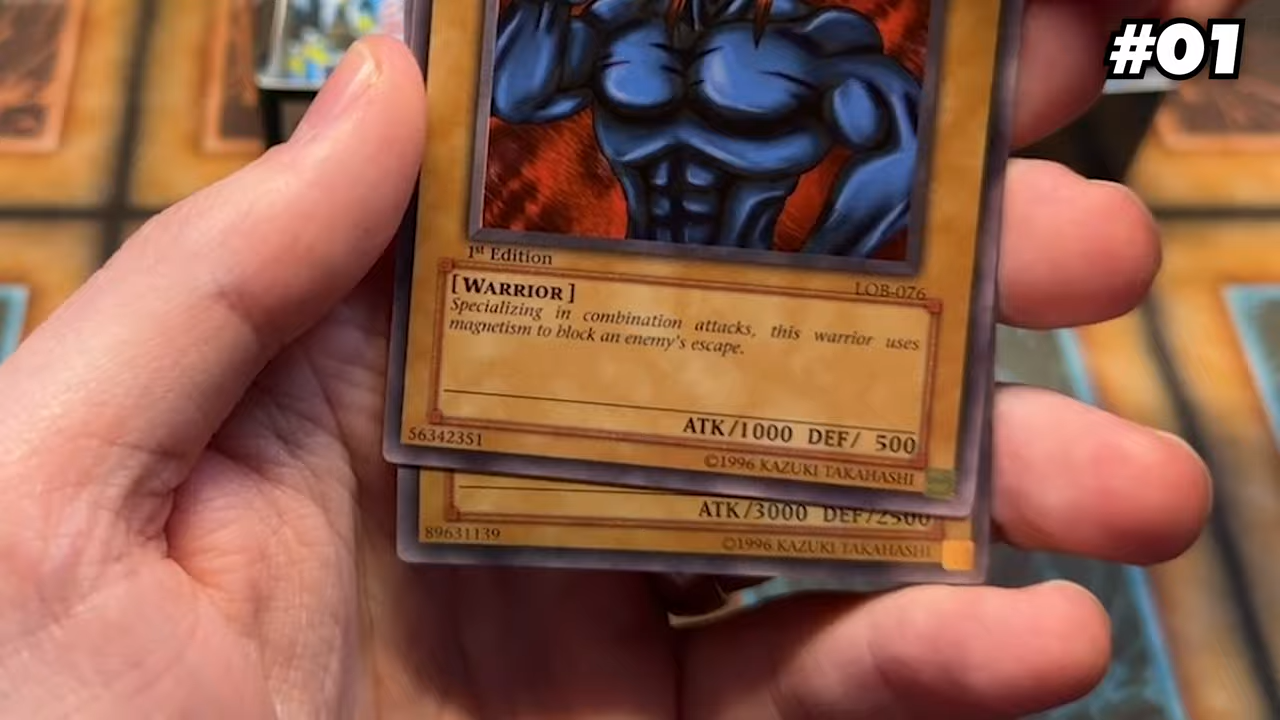 #01
1st Edition
LOB-076
[WARRIOR]
Specializing in combination attacks, this warrior uses
magnetism to block an enemy's escape.
ATK/1000 DEF/ 500
56342351
©1996 KAZUKI TAKAHASHI
ATK/3000 DEF/2500
89631139
©1996 KAZUKI TAKAHASHI